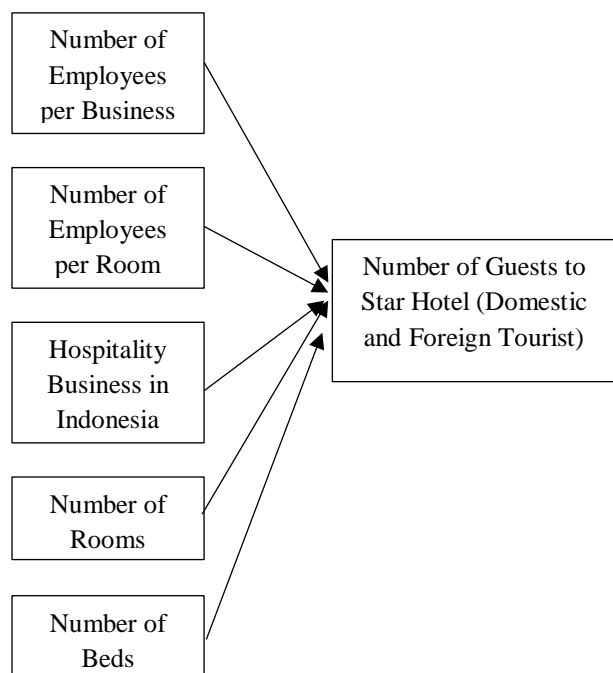 Number of
Employees
per Business
Number of
Employees
per Room
Number of Guests to
Star Hotel (Domestic
and Foreign Tourist)
Hospitality
Business in
Indonesia
Number of
Rooms
Number of
Beds